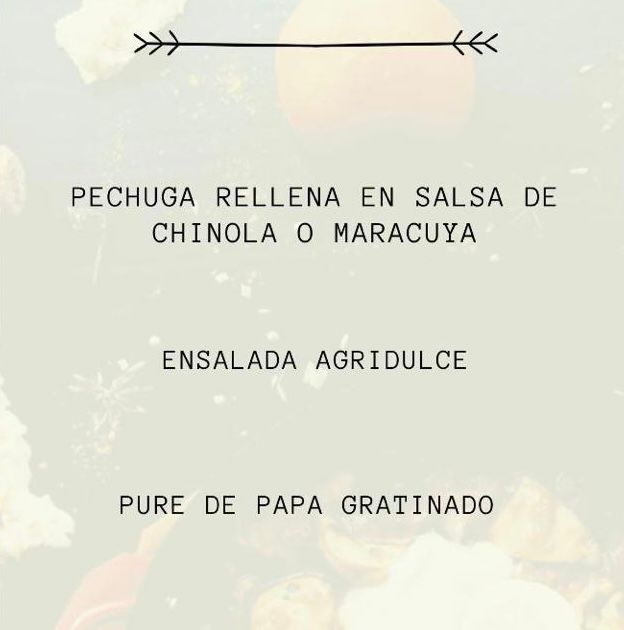 PECHUGA RELLENA EN SALSA DE
CHINOLA O MARACUYA
ENSALADA AGRIDULCE
PURE DE PAPA GRATINADO